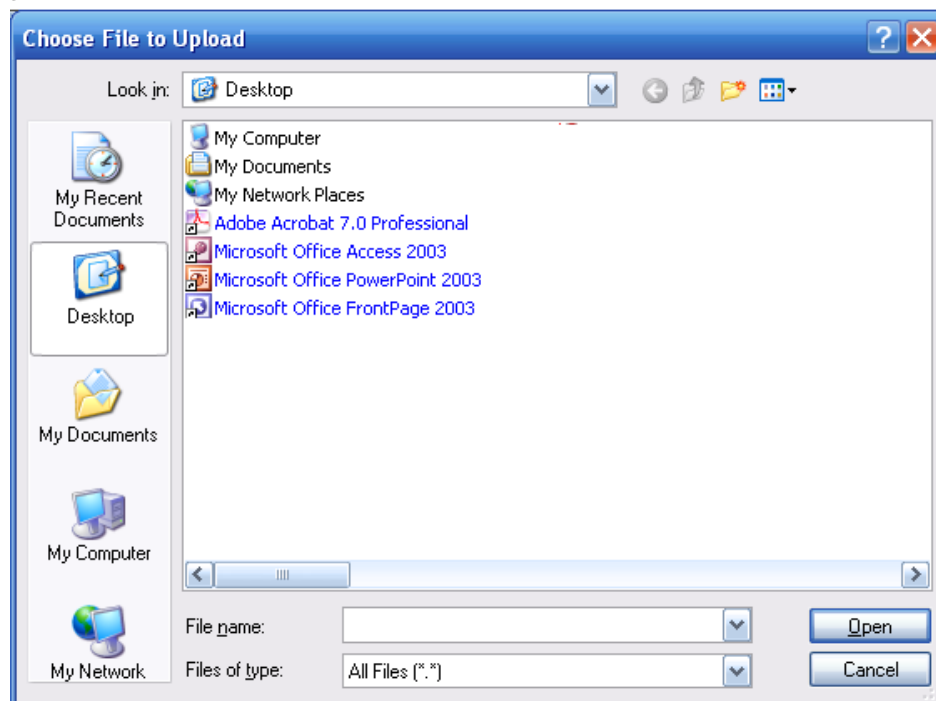 Choose File to Upload
Look in: Desktop
My Recent Documents
Desktop
My Documents
My Computer
My Network
My Computer
My Documents
My Network Places
Adobe Acrobat 7.0 Professional
Microsoft Office Access 2003
Microsoft Office PowerPoint 2003
Microsoft Office FrontPage 2003
File name:
Open
Files of type: All Files (*.*)
Cancel